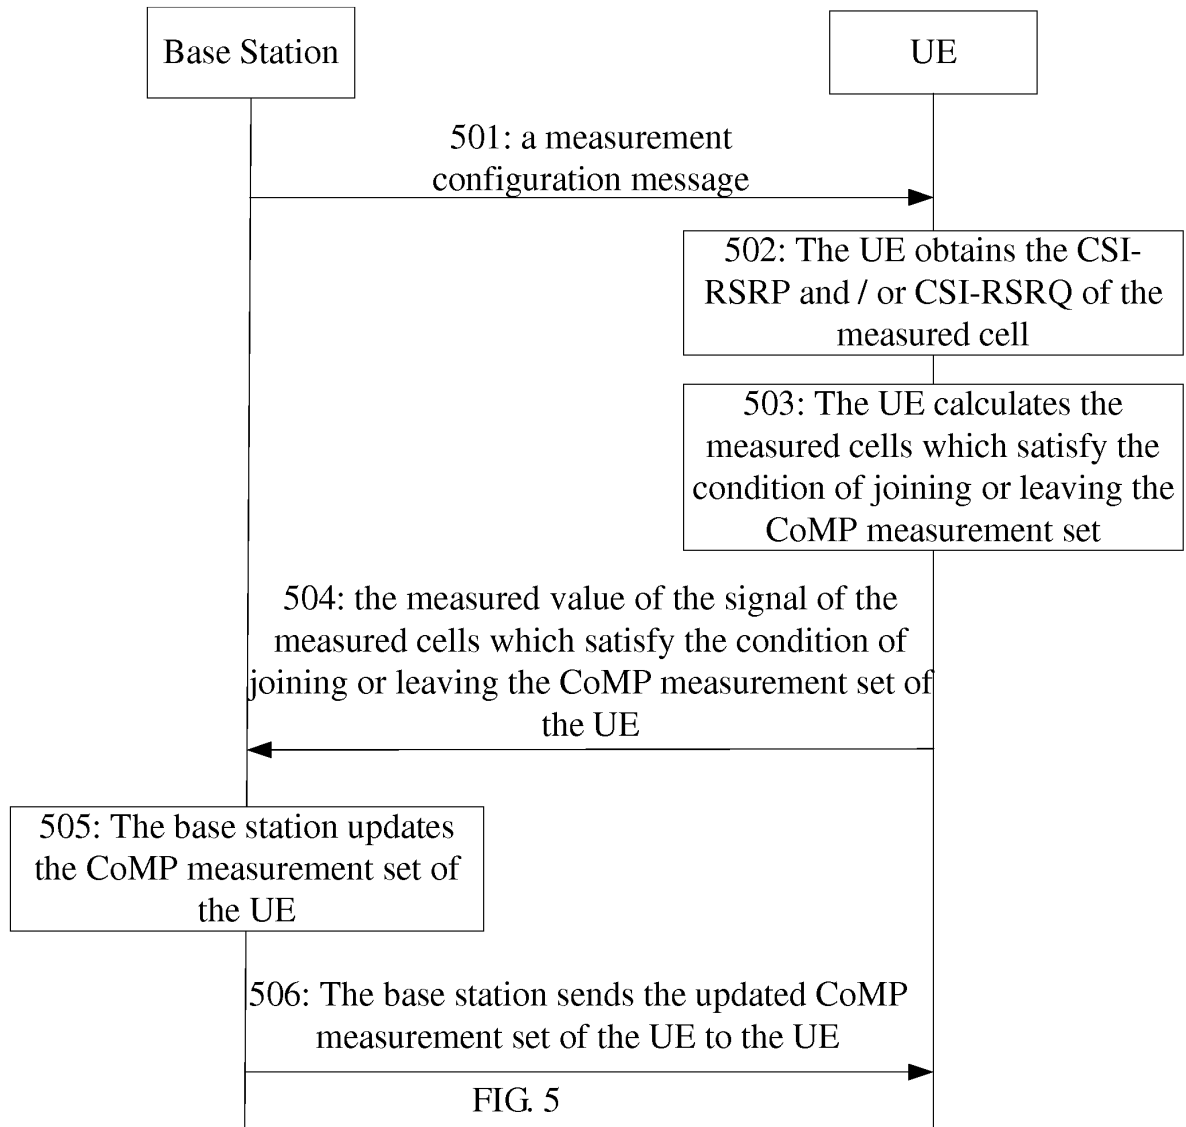 Base Station
UE
501: a measurement
configuration message
502: The UE obtains the CSI-
RSRP and / or CSI-RSRQ of the
measured cell
503: The UE calculates the
measured cells which satisfy the
condition of joining or leaving the
CoMP measurement set
504: the measured value of the signal of the
measured cells which satisfy the condition of
joining or leaving the CoMP measurement set of
the UE
505: The base station updates
the CoMP measurement set of
the UE
506: The base station sends the updated CoMP
measurement set of the UE to the UE
FIG. 5